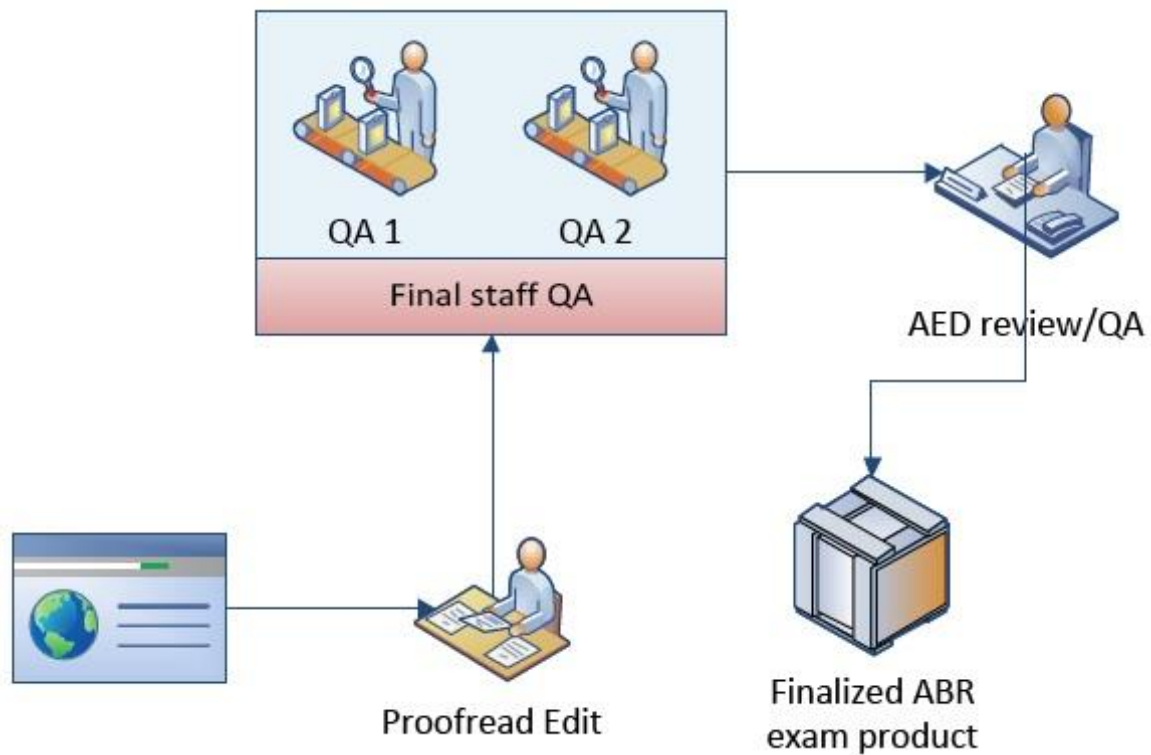 QA 1
QA 2
Final staff QA
AED review/QA
Proofread Edit
Finalized ABR
exam product